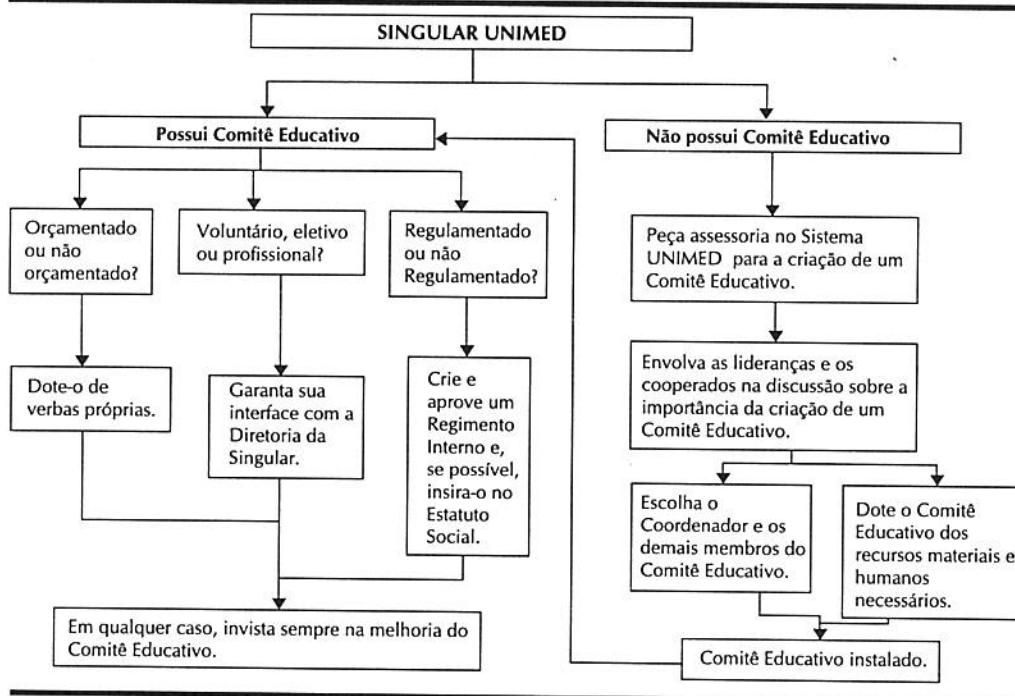 SINGULAR UNIMED
Possui Comitê Educativo
Não possui Comitê Educativo
Orçamentado
ou não
orçamentado?
Voluntário, eletivo
ou profissional?
Regulamentado
ou não
Regulamentado?
Peça assessoria no Sistema
UNIMED para a criação de um
Comitê Educativo.
Dote-o de
verbas próprias.
Garanta sua
interface com a
Diretoria da
Singular.
Crie e
aprove um
Regimento
Interno e,
se possível,
insira-o no
Estatuto
Social.
Envolva as lideranças e os
cooperados na discussão sobre a
importância da criação de um
Comitê Educativo.
Escolha o
Coordenador e os
demais membros do
Comitê Educativo.
Dote o Comitê
Educativo dos
recursos materiais e
humanos
necessários.
Em qualquer caso, invista sempre na melhoria do
Comitê Educativo.
Comitê Educativo instalado.